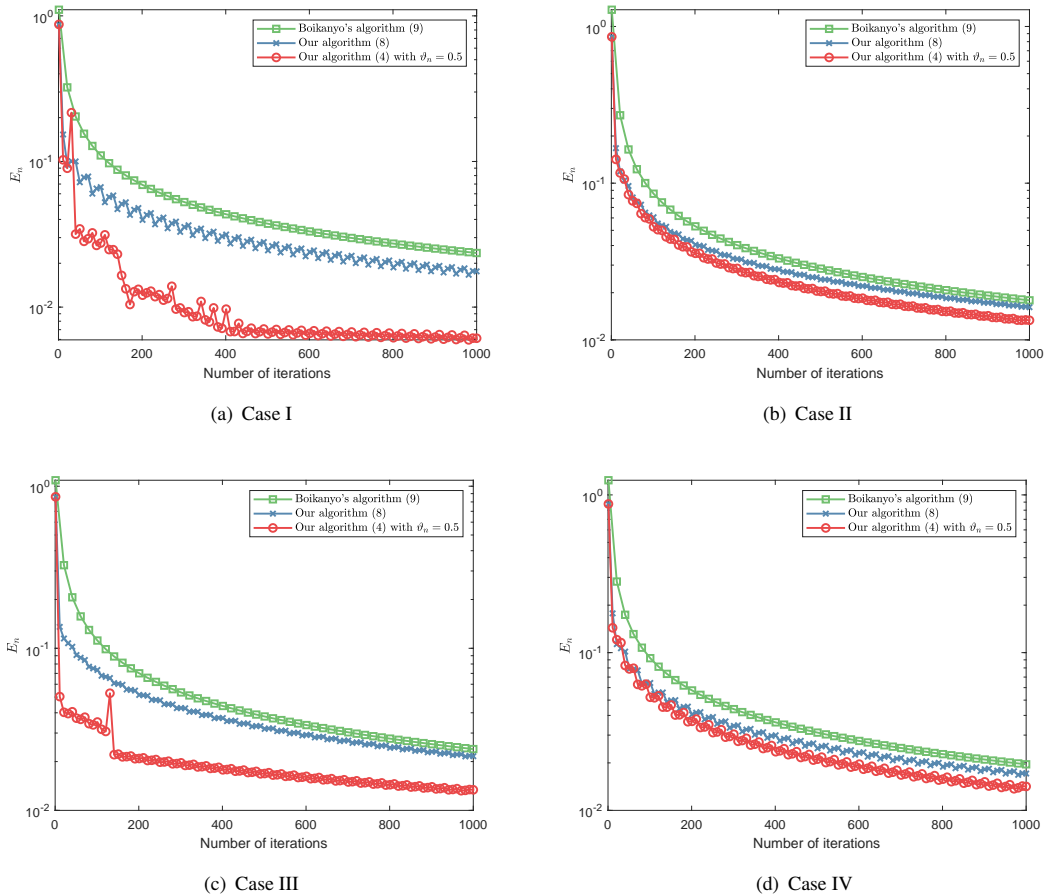 Boikanyo's algorithm (9)
Our algorithm (8)
Our algorithm (4) with ϑ_n = 0.5
10^0
10^-1
10^-2
E_n
0 200 400 600 800 1000
Number of iterations
(a) Case I
Boikanyo's algorithm (9)
Our algorithm (8)
Our algorithm (4) with ϑ_n = 0.5
10^0
10^-1
10^-2
E_n
0 200 400 600 800 1000
Number of iterations
(b) Case II
Boikanyo's algorithm (9)
Our algorithm (8)
Our algorithm (4) with ϑ_n = 0.5
10^0
10^-1
10^-2
E_n
0 200 400 600 800 1000
Number of iterations
(c) Case III
Boikanyo's algorithm (9)
Our algorithm (8)
Our algorithm (4) with ϑ_n = 0.5
10^0
10^-1
10^-2
E_n
0 200 400 600 800 1000
Number of iterations
(d) Case IV